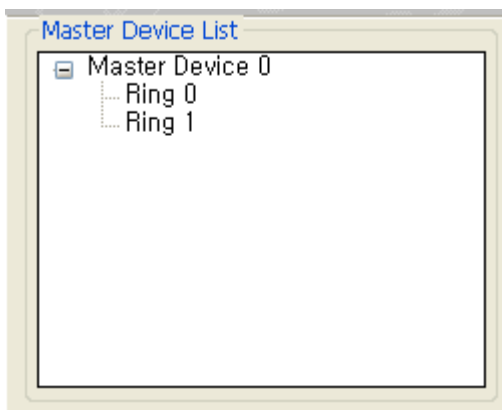 Master Device List
Master Device 0
Ring 0
Ring 1